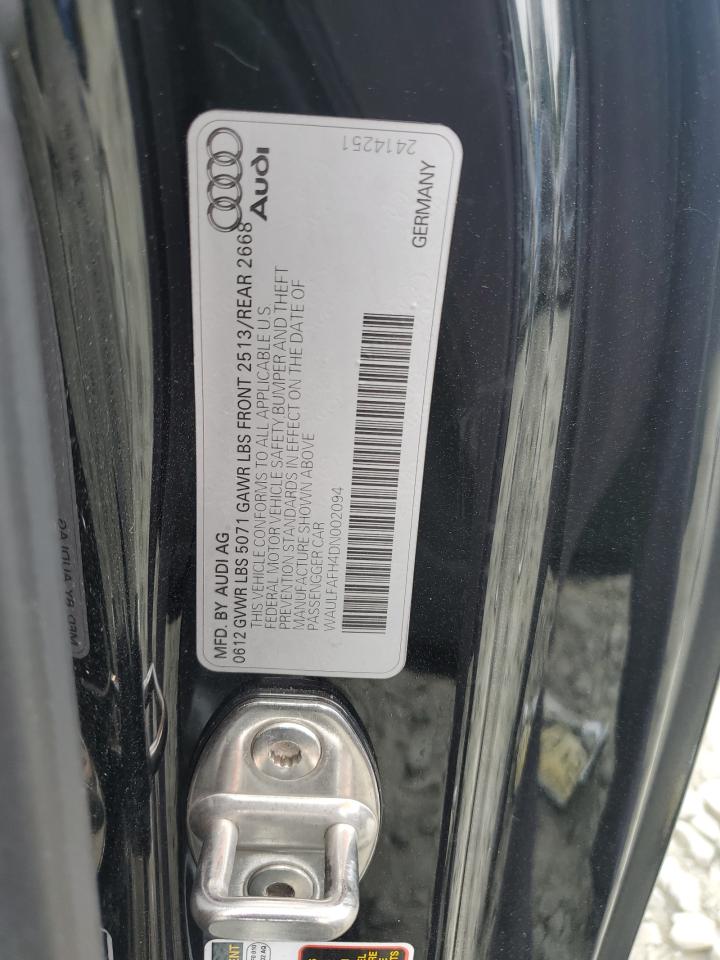 Audi
2414251
GERMANY
MFD. BY AUDI AG
0612 GVWR LBS 5071 GAWR LBS FRONT 2513/REAR 2668
THIS VEHICLE CONFORMS TO ALL APPLICABLE U.S.
FEDERAL MOTOR VEHICLE SAFETY BUMPER AND THEFT
PREVENTION STANDARDS IN EFFECT ON THE DATE OF
MANUFACTURE SHOWN ABOVE
PASSENGGER CAR
WAULFAFH4DN002094